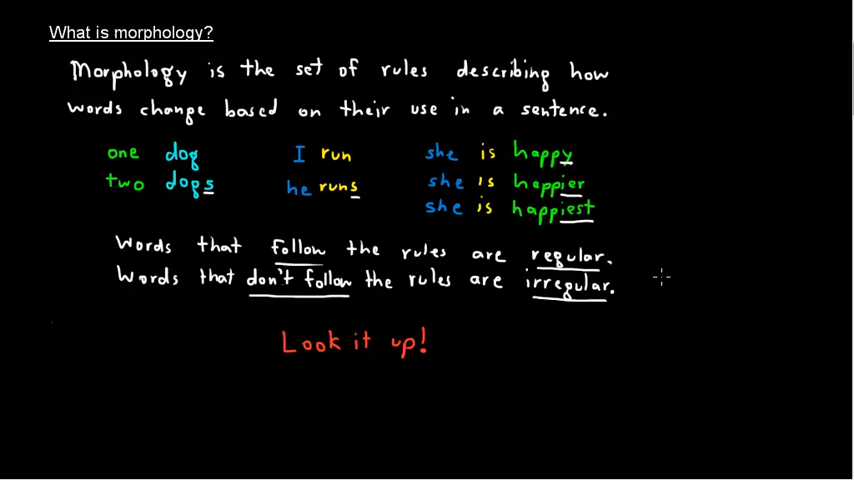 What is morphology?
Morphology is the set of rules describing how
words change based on their use in a sentence.
one dog I run she is happy
two dogs he runs she is happier
she is happiest
Words that follow the rules are regular.
Words that don't follow the rules are irregular.
Look it up!